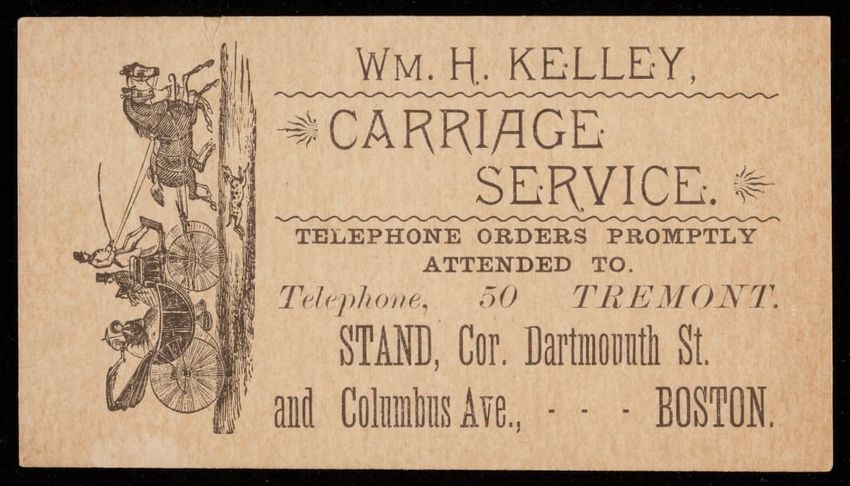 WM. H. KELLEY,
CARRIAGE
SERVICE.
TELEPHONE ORDERS PROMPTLY
ATTENDED TO.
Telephone, 50 TREMONT.
STAND, Cor. Dartmouuth St.
and Columbus Ave., - - - BOSTON.